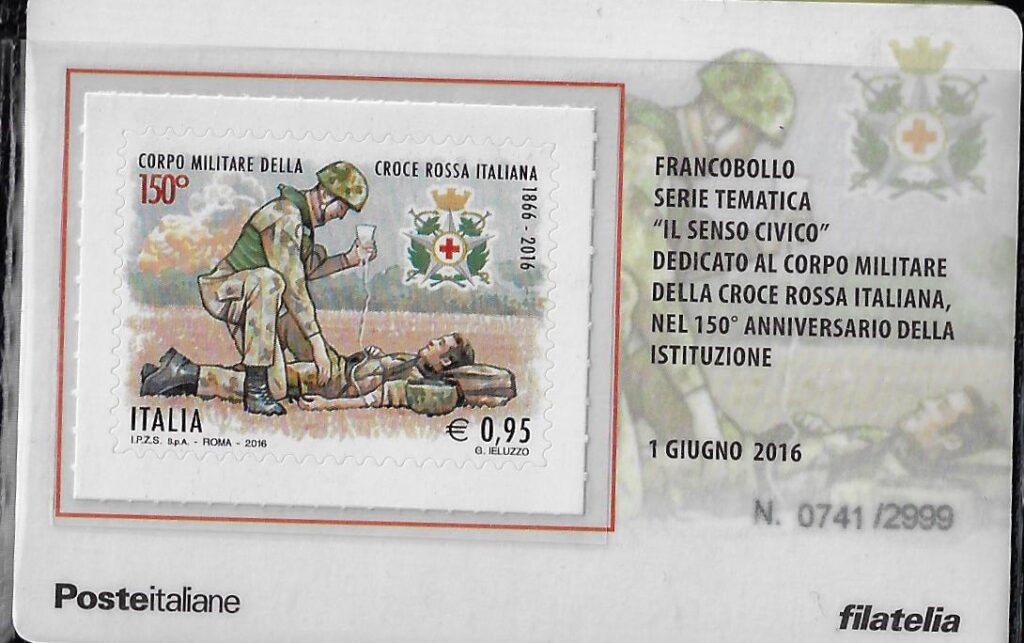 CORPO MILITARE DELLA CROCE ROSSA ITALIANA
150°
1866 - 2016
ITALIA
€ 0,95
I.P.Z.S. S.p.A. - ROMA - 2016
G. IELUZZO
FRANCOBOLLO
SERIE TEMATICA
“IL SENSO CIVICO”
DEDICATO AL CORPO MILITARE
DELLA CROCE ROSSA ITALIANA,
NEL 150° ANNIVERSARIO DELLA
ISTITUZIONE
1 GIUGNO 2016
N. 0741 /2999
Posteitaliane
filatelia